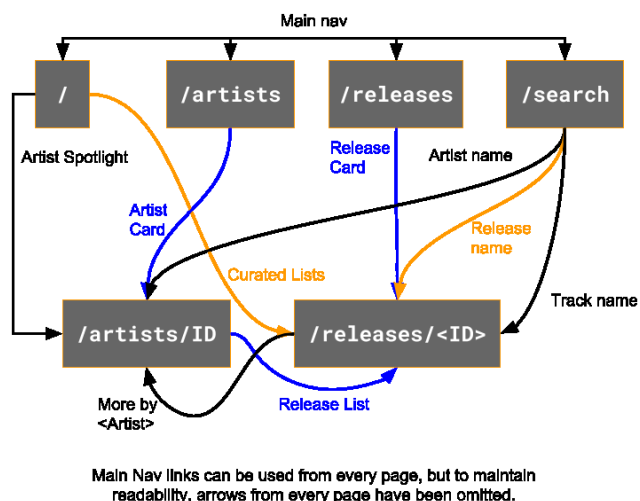 Main nav
/
/artists
/releases
/search
Artist Spotlight
Release
Card
Artist name
Artist
Card
Release
name
Curated Lists
Track name
/artists/ID
/releases/<ID>
More by
<Artist>
Release List
Main Nav links can be used from every page, but to maintain
readability, arrows from every page have been omitted.